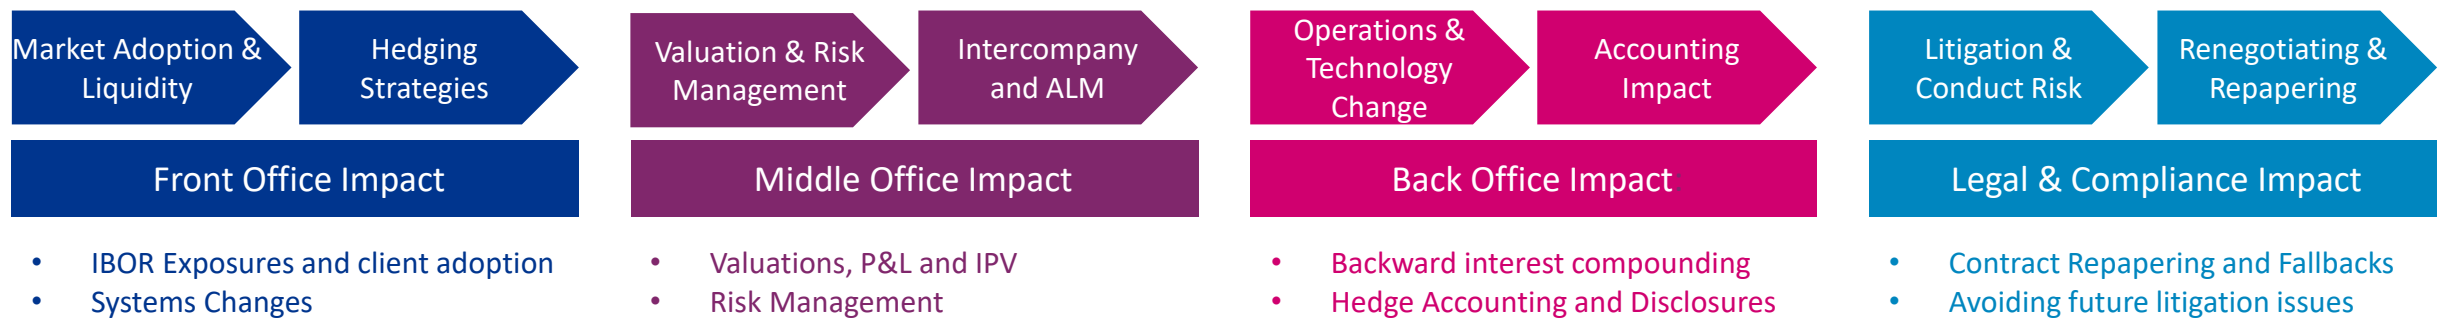 Market Adoption &
Liquidity
Hedging
Strategies
Front Office Impact
• IBOR Exposures and client adoption
• Systems Changes
Valuation & Risk
Management
Intercompany
and ALM
Middle Office Impact
• Valuations, P&L and IPV
• Risk Management
Operations &
Technology
Change
Accounting
Impact
Back Office Impact
• Backward interest compounding
• Hedge Accounting and Disclosures
Litigation &
Conduct Risk
Renegotiating &
Repapering
Legal & Compliance Impact
• Contract Repapering and Fallbacks
• Avoiding future litigation issues